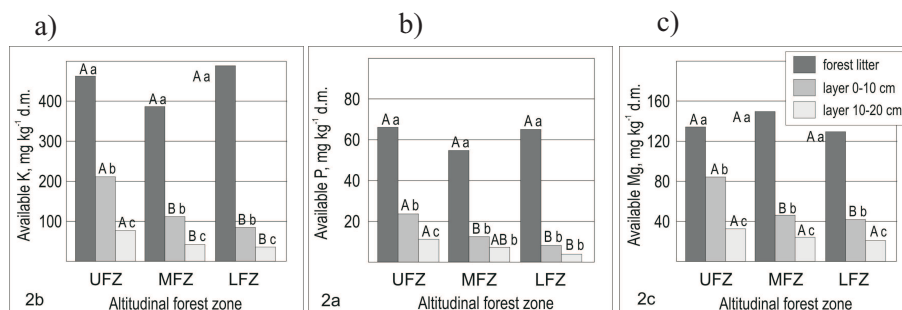 a)
Available K, mg kg⁻¹ d.m.
400
300
200
100
A a
A b
A c
A a
B b
B c
A a
B b
B c
UFZ MFZ LFZ
2b Altitudinal forest zone
b)
Available P, mg kg⁻¹ d.m.
80
60
40
20
A a
A b
A c
A a
B b
AB b
A a
B b
B b
UFZ MFZ LFZ
2a Altitudinal forest zone
c)
Available Mg, mg kg⁻¹ d.m.
160
120
80
40
A a
A b
A c
A a
B b
A c
A a
B b
A c
forest litter
layer 0-10 cm
layer 10-20 cm
UFZ MFZ LFZ
2c Altitudinal forest zone